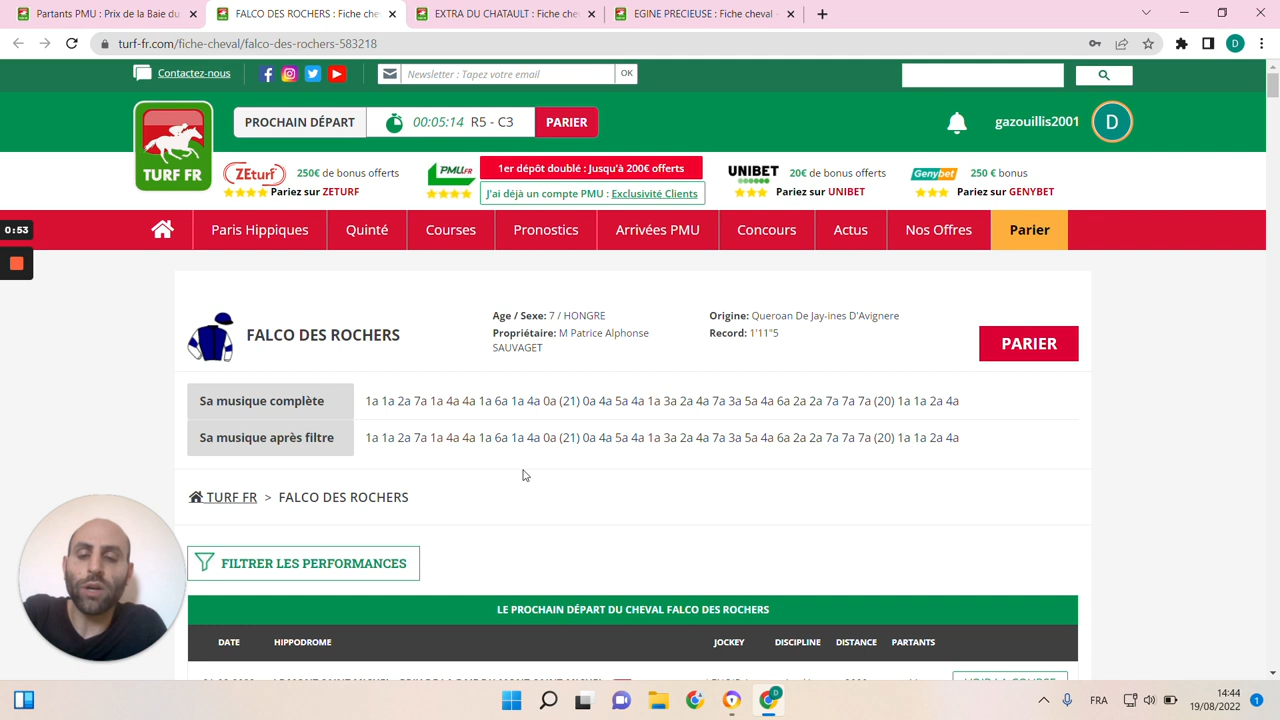 Partants PMU : Prix de la Baie du
FALCO DES ROCHERS : Fiche che
EXTRA DU CHATAULT : Fiche che
EGINE PRECIEUSE : Fiche cheval -
turf-fr.com/fiche-cheval/falco-des-rochers-583218
D
Contactez-nous
Newsletter : Tapez votre email
OK
TURF FR
PROCHAIN DÉPART
00:05:14 R5 - C3
PARIER
gazouillis2001
D
ZEturf
250€ de bonus offerts
Pariez sur ZETURF
PMU.FR
1er dépôt doublé : Jusqu'à 200€ offerts
J'ai déjà un compte PMU : Exclusivité Clients
UNIBET
20€ de bonus offerts
Pariez sur UNIBET
Genybet
250 € bonus
Pariez sur GENYBET
0:53
Paris Hippiques
Quinté
Courses
Pronostics
Arrivées PMU
Concours
Actus
Nos Offres
Parier
FALCO DES ROCHERS
Age / Sexe: 7 / HONGRE
Propriétaire: M Patrice Alphonse
SAUVAGET
Origine: Queroan De Jay-ines D'Avignere
Record: 1'11"5
PARIER
Sa musique complète
1a 1a 2a 7a 1a 4a 4a 1a 6a 1a 4a 0a (21) 0a 4a 5a 4a 1a 3a 2a 4a 7a 3a 5a 4a 6a 2a 2a 7a 7a 7a (20) 1a 1a 2a 4a
Sa musique après filtre
1a 1a 2a 7a 1a 4a 4a 1a 6a 1a 4a 0a (21) 0a 4a 5a 4a 1a 3a 2a 4a 7a 3a 5a 4a 6a 2a 2a 7a 7a 7a (20) 1a 1a 2a 4a
TURF FR > FALCO DES ROCHERS
FILTRER LES PERFORMANCES
LE PROCHAIN DÉPART DU CHEVAL FALCO DES ROCHERS
DATE HIPPODROME JOCKEY DISCIPLINE DISTANCE PARTANTS
FRA
14:44
19/08/2022
1